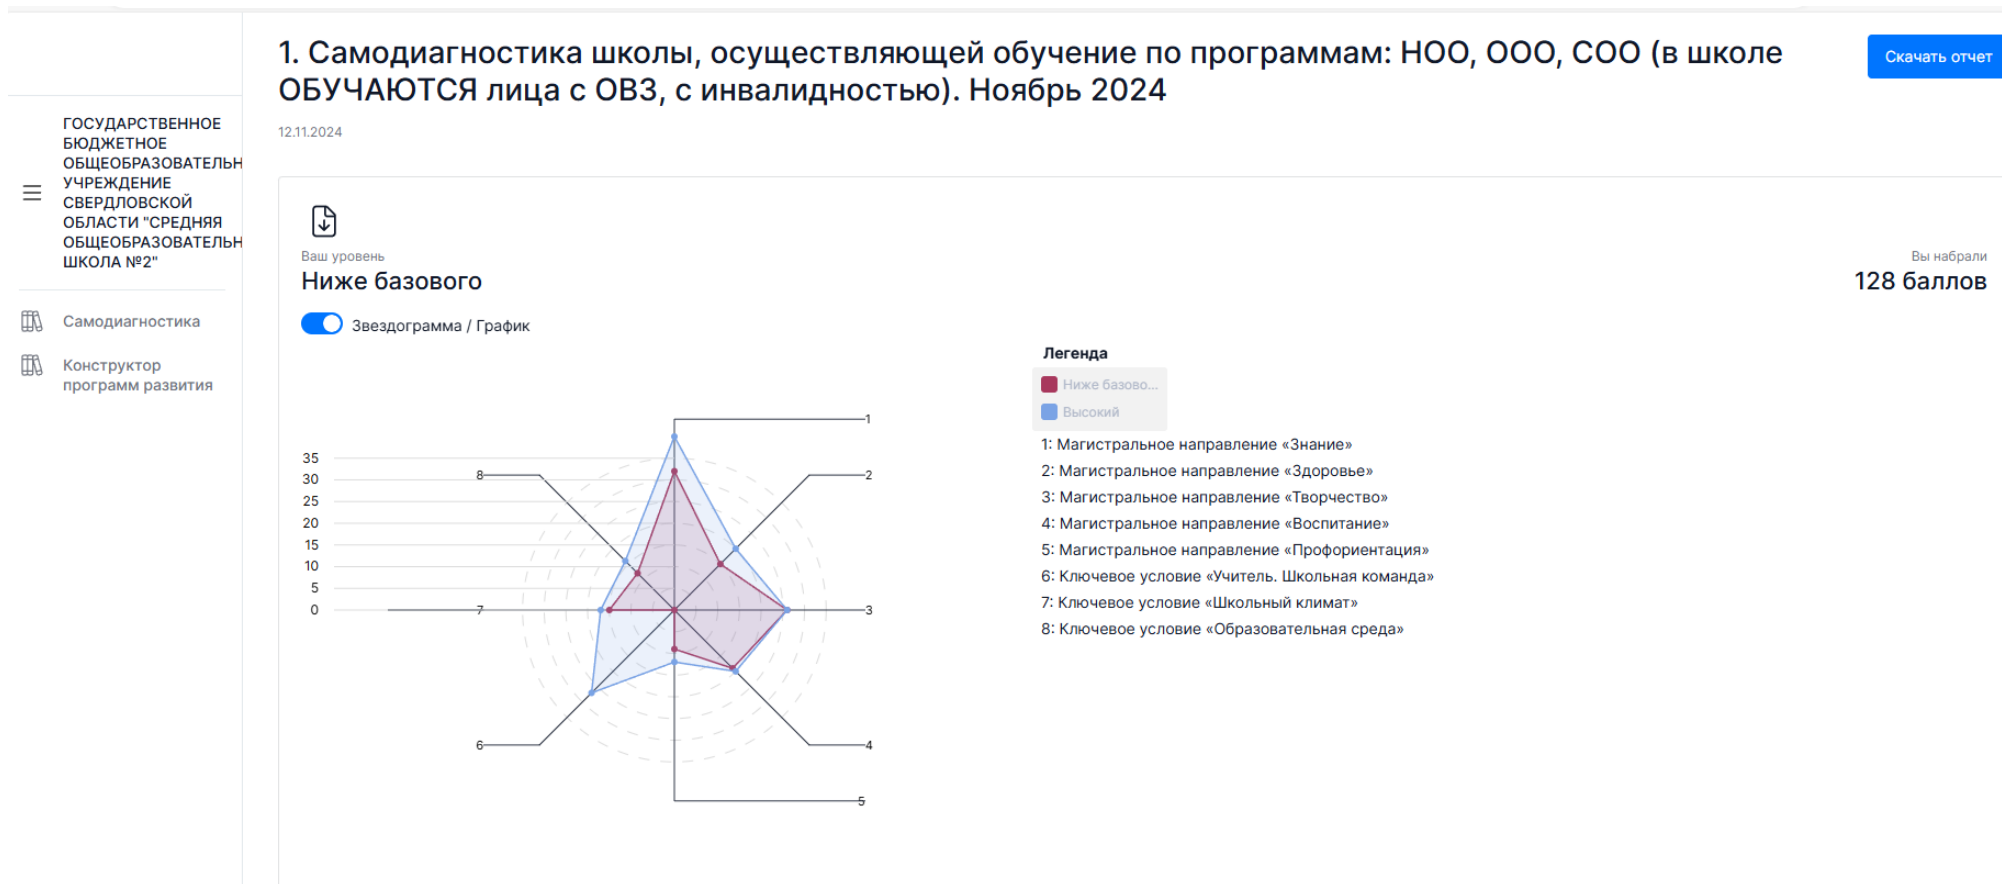 1. Самодиагностика школы, осуществляющей обучение по программам: НОО, ООО, СОО (в школе
ОБУЧАЮТСЯ лица с ОВЗ, с инвалидностью). Ноябрь 2024
Скачать отчет
12.11.2024
ГОСУДАРСТВЕННОЕ
БЮДЖЕТНОЕ
ОБЩЕОБРАЗОВАТЕЛЬН
УЧРЕЖДЕНИЕ
СВЕРДЛОВСКОЙ
ОБЛАСТИ "СРЕДНЯЯ
ОБЩЕОБРАЗОВАТЕЛЬН
ШКОЛА №2"
Самодиагностика
Конструктор
программ развития
Ваш уровень
Ниже базового
Вы набрали
128 баллов
Звездограмма / График
35
30
25
20
15
10
5
0
1
2
3
4
5
6
7
8
Легенда
Ниже базово...
Высокий
1: Магистральное направление «Знание»
2: Магистральное направление «Здоровье»
3: Магистральное направление «Творчество»
4: Магистральное направление «Воспитание»
5: Магистральное направление «Профориентация»
6: Ключевое условие «Учитель. Школьная команда»
7: Ключевое условие «Школьный климат»
8: Ключевое условие «Образовательная среда»